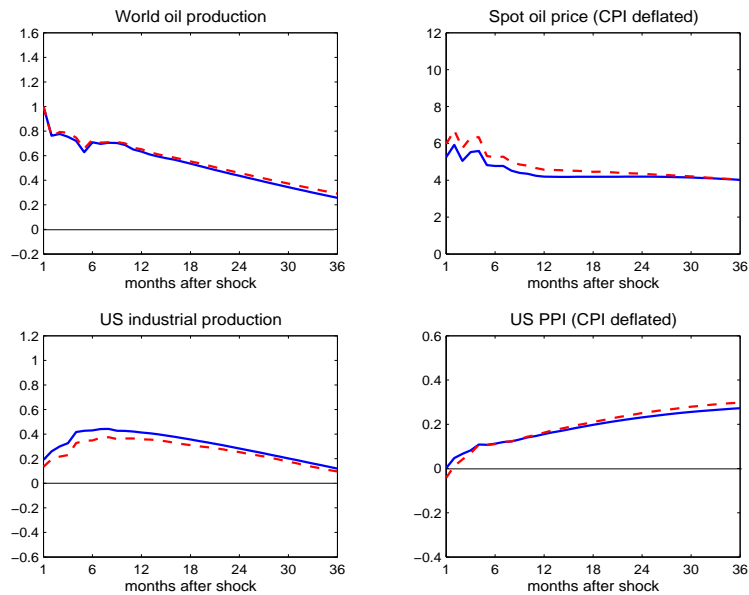 World oil production
1.6
1.4
1.2
1
0.8
0.6
0.4
0.2
0
−0.2
1 6 12 18 24 30 36
months after shock
Spot oil price (CPI deflated)
12
10
8
6
4
2
0
1 6 12 18 24 30 36
months after shock
US industrial production
1.2
1
0.8
0.6
0.4
0.2
0
−0.2
−0.4
−0.6
1 6 12 18 24 30 36
months after shock
US PPI (CPI deflated)
0.6
0.4
0.2
0
−0.2
−0.4
1 6 12 18 24 30 36
months after shock